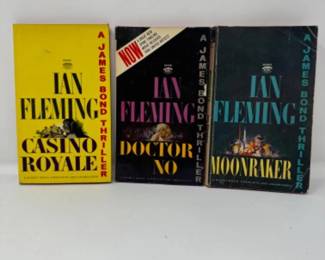 A JAMES BOND THRILLER
IAN
FLEMING
CASINO
ROYALE
NOW
A JAMES BOND THRILLER
IAN
FLEMING
DOCTOR
NO
A JAMES BOND THRILLER
IAN
FLEMING
MOONRAKER